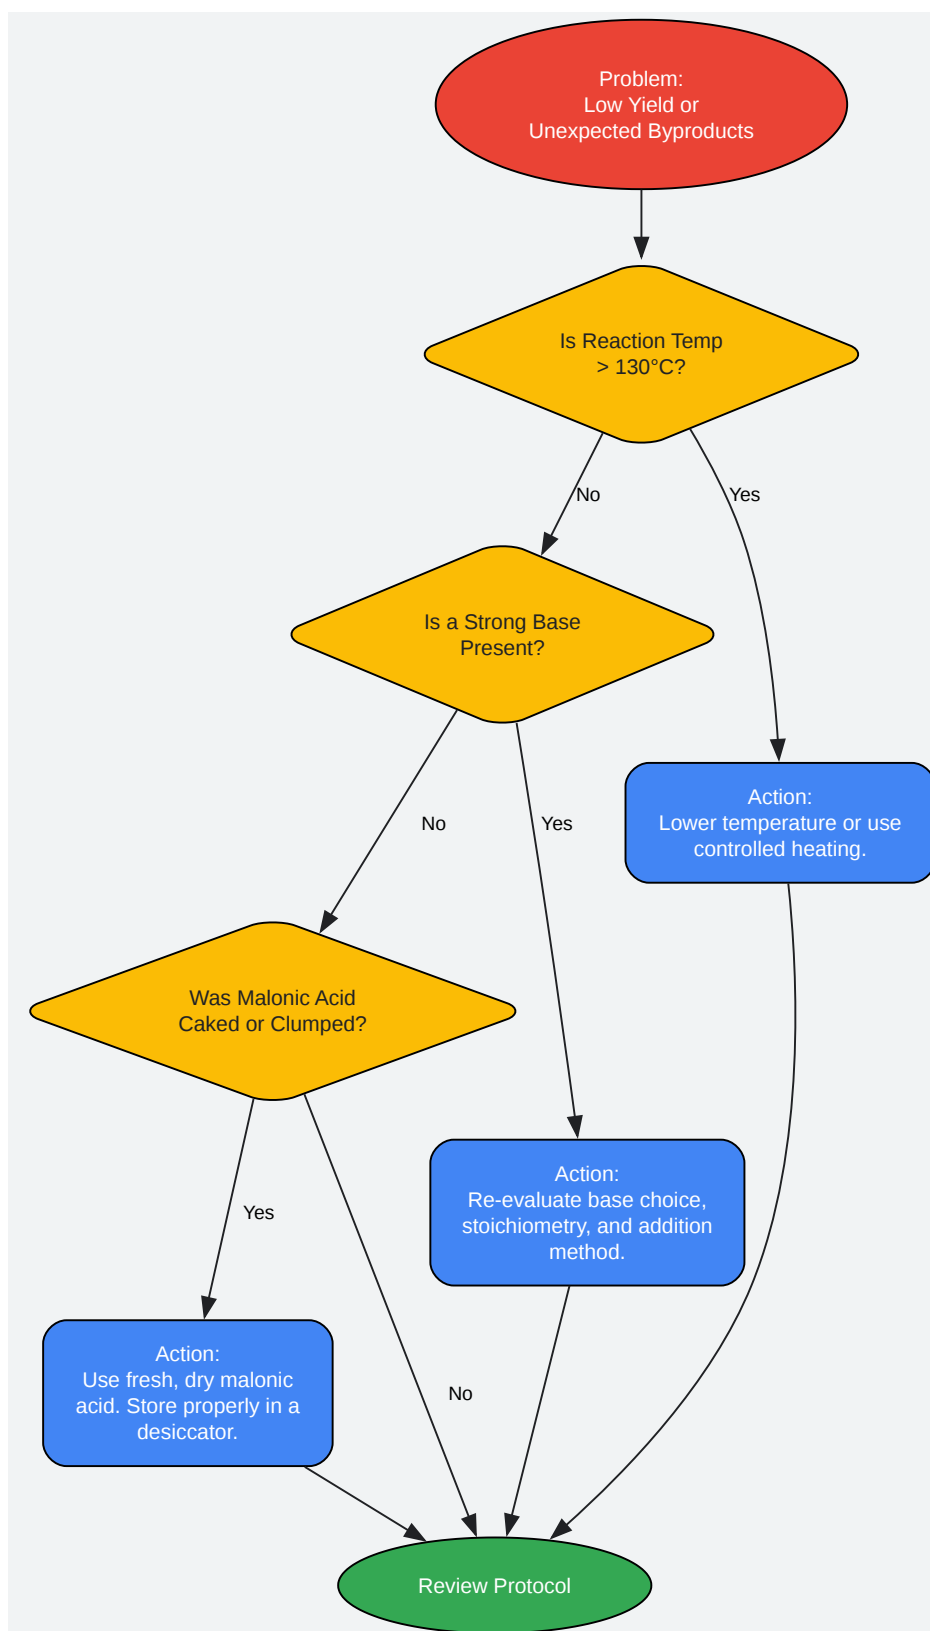 Problem:
Low Yield or
Unexpected Byproducts
Is Reaction Temp
> 130°C?
No
Yes
Is a Strong Base
Present?
No
Yes
Action:
Lower temperature or use
controlled heating.
Was Malonic Acid
Caked or Clumped?
Action:
Re-evaluate base choice,
stoichiometry, and addition
method.
Yes
No
Action:
Use fresh, dry malonic
acid. Store properly in a
desiccator.
Review Protocol